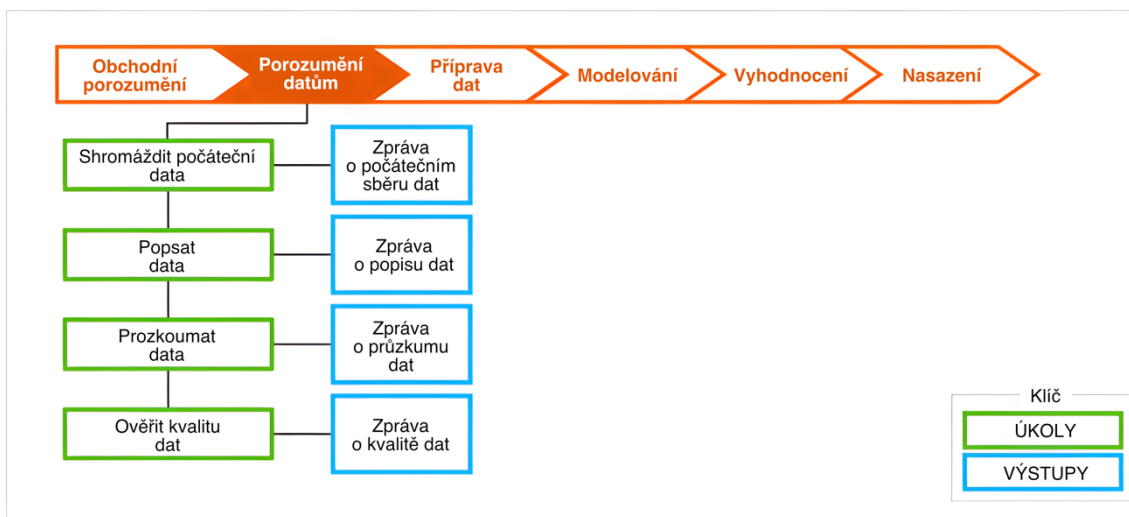 Obchodní
porozumění
Porozumění
datům
Příprava
dat
Modelování
Vyhodnocení
Nasazení
Shromáždit počáteční
data
Zpráva
o počátečním
sběru dat
Popsat
data
Zpráva
o popisu dat
Prozkoumat
data
Zpráva
o průzkumu
dat
Ověřit kvalitu
dat
Zpráva
o kvalitě dat
Klíč
ÚKOLY
VÝSTUPY